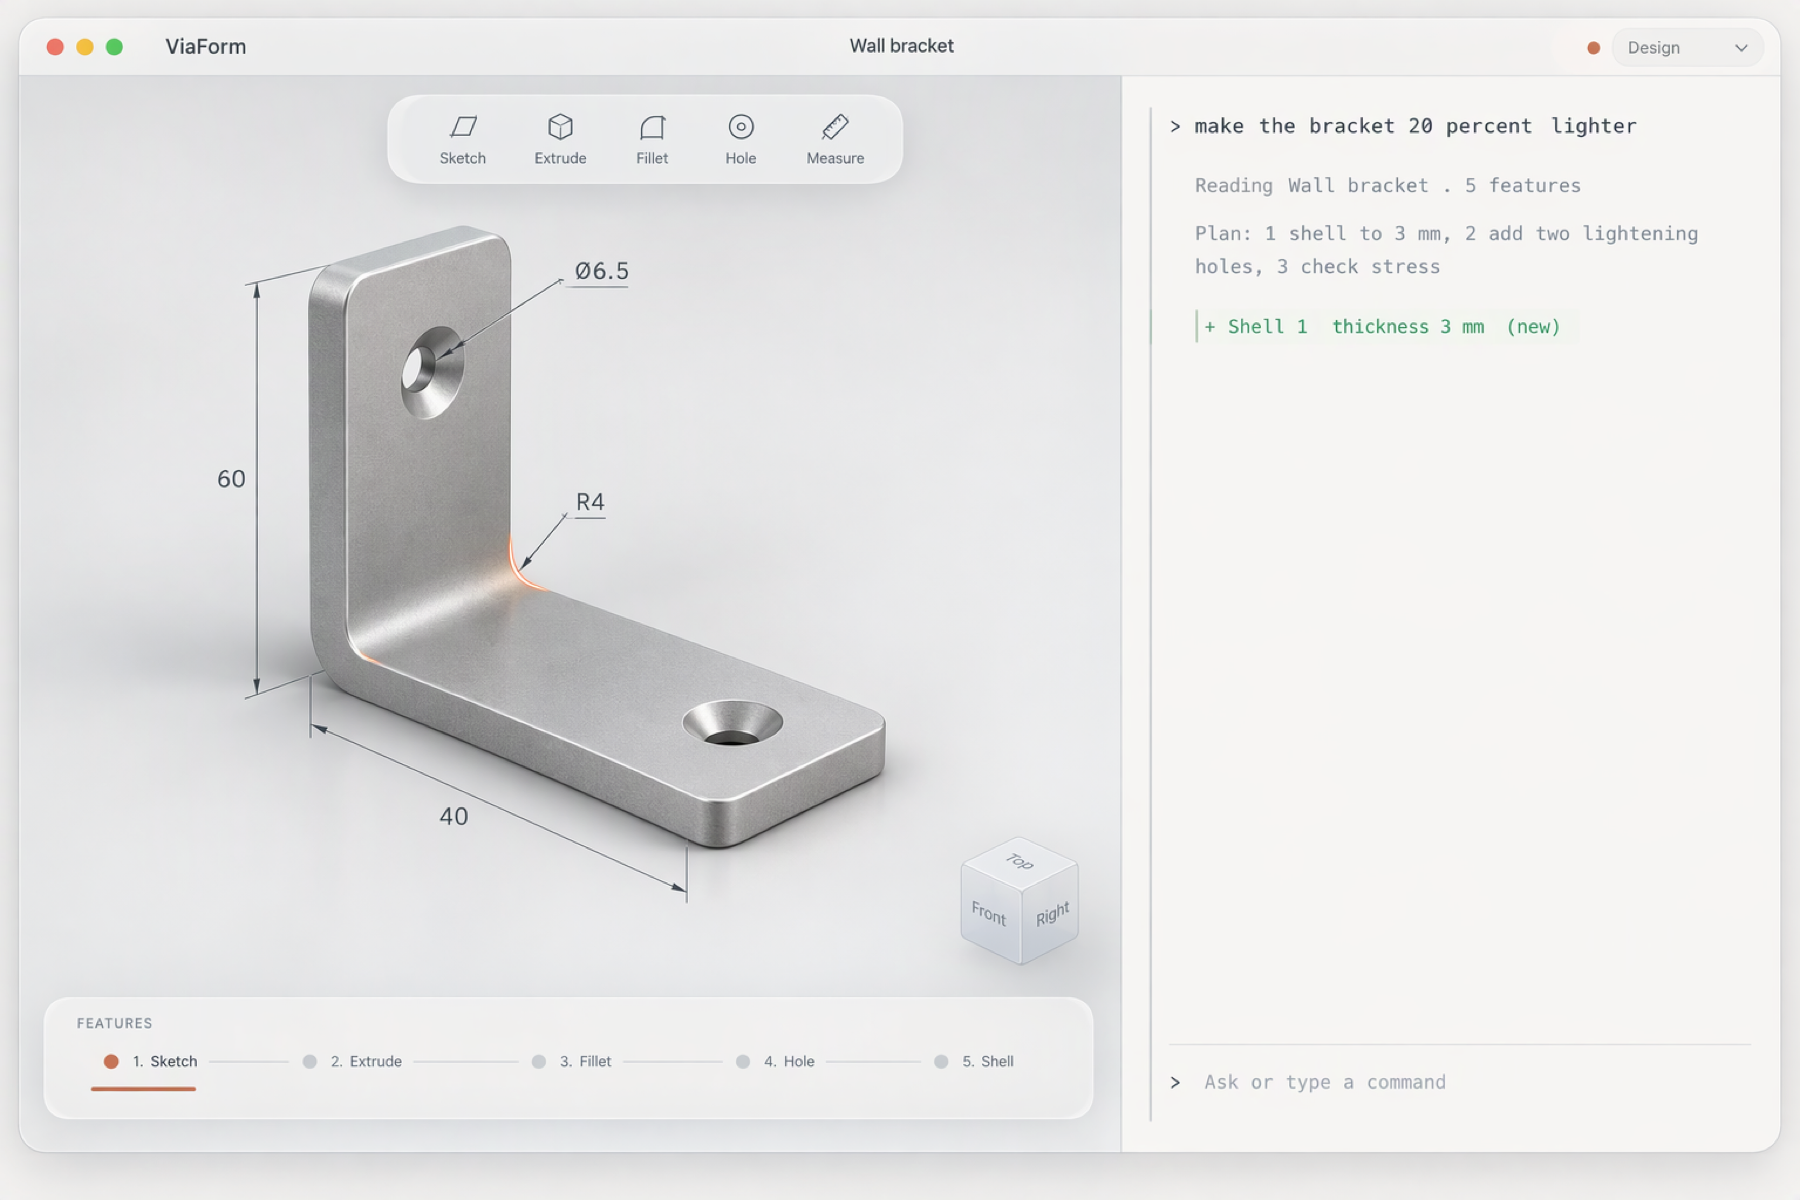 ViaForm
Wall bracket
Design
Sketch
Extrude
Fillet
Hole
Measure
Ø6.5
60
R4
40
Top
Front
Right
FEATURES
1. Sketch
2. Extrude
3. Fillet
4. Hole
5. Shell
> make the bracket 20 percent lighter
Reading Wall bracket . 5 features
Plan: 1 shell to 3 mm, 2 add two lightening
holes, 3 check stress
+ Shell 1 thickness 3 mm (new)
> Ask or type a command